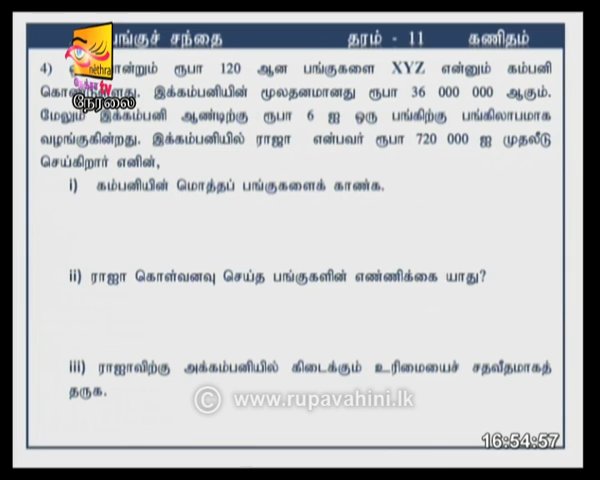 பங்குச் சந்தை தரம் - 11 கணிதம்
nethra
tv
நேரலை
4) ரூபா 120 ஆன பங்குகளை XYZ என்னும் கம்பனி
இக்கம்பனியின் மூலதனமானது ரூபா 36 000 000 ஆகும்.
மேலும் இக்கம்பனி ஆண்டிற்கு ரூபா 6 ஐ ஒரு பங்கிற்கு பங்கிலாபமாக
வழங்குகின்றது. இக்கம்பனியில் ராஜா என்பவர் ரூபா 720 000 ஐ முதலீடு
செய்கிறார் எனின்,
i) கம்பனியின் மொத்தப் பங்குகளைக் காண்க.
ii) ராஜா கொள்வனவு செய்த பங்குகளின் எண்ணிக்கை யாது?
iii) ராஜாவிற்கு அக்கம்பனியில் கிடைக்கும் உரிமையைச் சதவீதமாகத்
தருக.
© www.rupavahini.lk
16:54:57